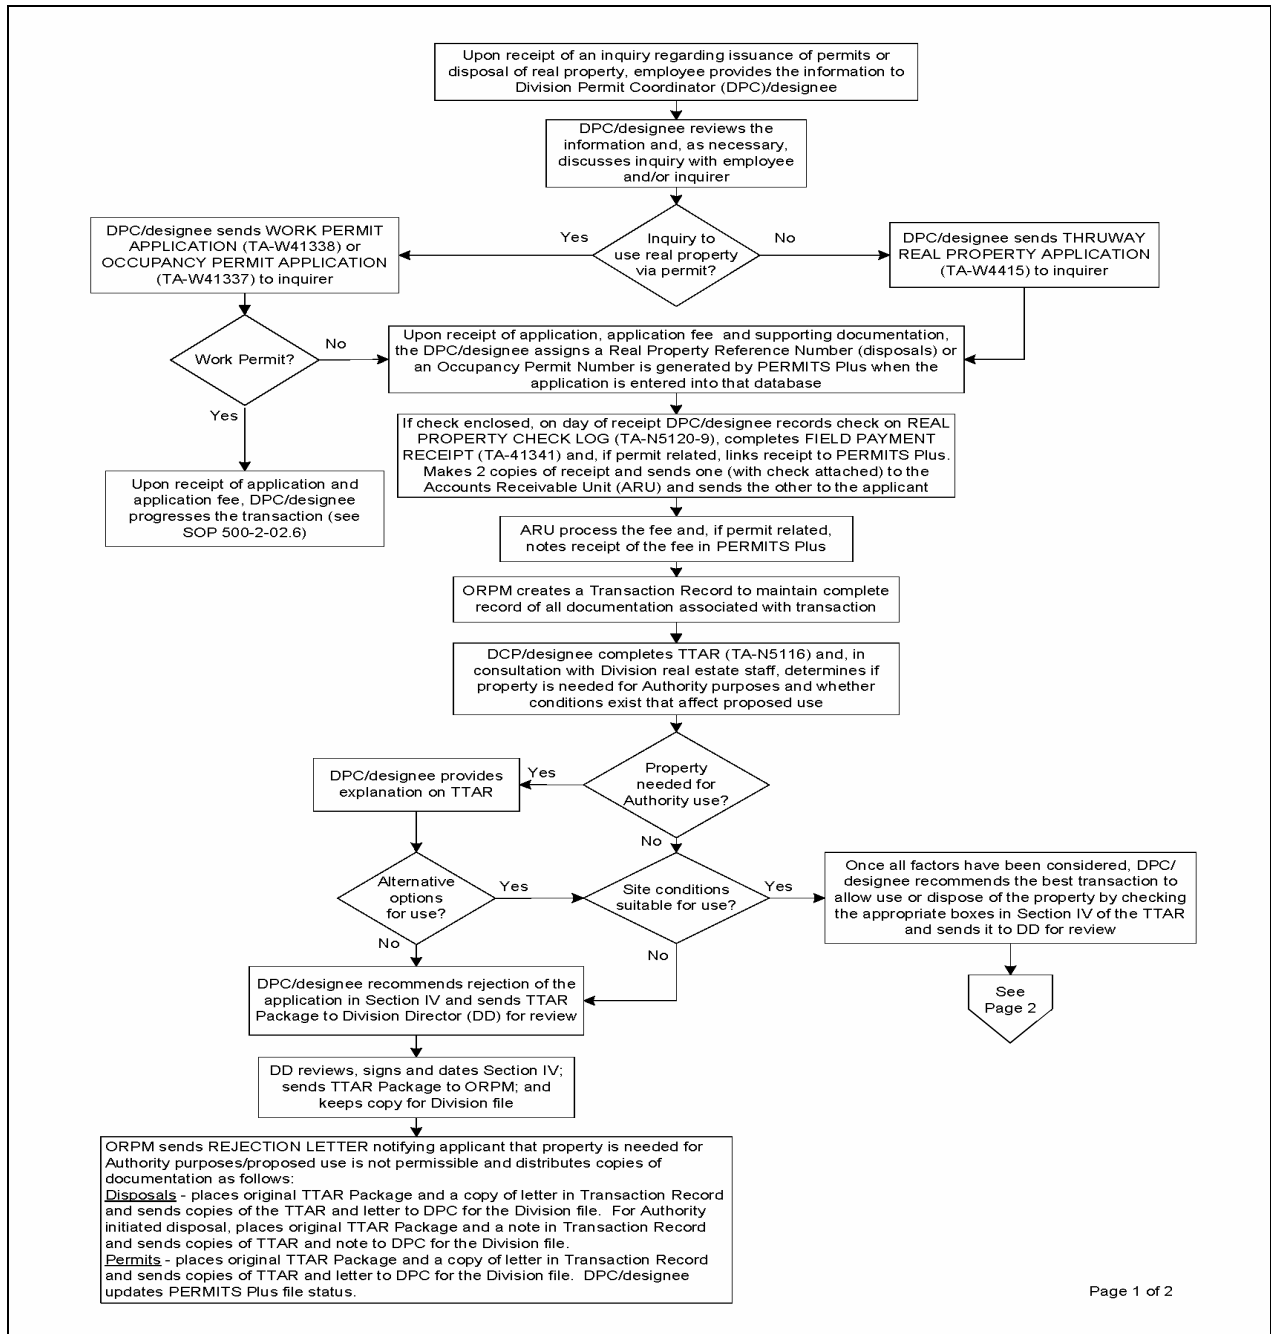 Upon receipt of an inquiry regarding issuance of permits or
disposal of real property, employee provides the information to
Division Permit Coordinator (DPC)/designee
DPC/designee reviews the
information and, as necessary,
discusses inquiry with employee
and/or inquirer
Inquiry to
use real property
via permit?
Yes
No
DPC/designee sends WORK PERMIT
APPLICATION (TA-W41338) or
OCCUPANCY PERMIT APPLICATION
(TA-W41337) to inquirer
DPC/designee sends THRUWAY
REAL PROPERTY APPLICATION
(TA-W4415) to inquirer
Work Permit?
No
Yes
Upon receipt of application, application fee and supporting documentation,
the DPC/designee assigns a Real Property Reference Number (disposals) or
an Occupancy Permit Number is generated by PERMITS Plus when the
application is entered into that database
Upon receipt of application and
application fee, DPC/designee
progresses the transaction (see
SOP 500-2-02.6)
If check enclosed, on day of receipt DPC/designee records check on REAL
PROPERTY CHECK LOG (TA-N5120-9), completes FIELD PAYMENT
RECEIPT (TA-41341) and, if permit related, links receipt to PERMITS Plus.
Makes 2 copies of receipt and sends one (with check attached) to the
Accounts Receivable Unit (ARU) and sends the other to the applicant
ARU process the fee and, if permit related,
notes receipt of the fee in PERMITS Plus
ORPM creates a Transaction Record to maintain complete
record of all documentation associated with transaction
DCP/designee completes TTAR (TA-N5116) and, in
consultation with Division real estate staff, determines if
property is needed for Authority purposes and whether
conditions exist that affect proposed use
Property
needed for
Authority use?
Yes
No
DPC/designee provides
explanation on TTAR
Alternative
options
for use?
Yes
No
Site conditions
suitable for use?
Yes
No
Once all factors have been considered, DPC/
designee recommends the best transaction to
allow use or dispose of the property by checking
the appropriate boxes in Section IV of the TTAR
and sends it to DD for review
See
Page 2
DPC/designee recommends rejection of the
application in Section IV and sends TTAR
Package to Division Director (DD) for review
DD reviews, signs and dates Section IV;
sends TTAR Package to ORPM; and
keeps copy for Division file
ORPM sends REJECTION LETTER notifying applicant that property is needed for
Authority purposes/proposed use is not permissible and distributes copies of
documentation as follows:
Disposals - places original TTAR Package and a copy of letter in Transaction Record
and sends copies of the TTAR and letter to DPC for the Division file. For Authority
initiated disposal, places original TTAR Package and a note in Transaction Record
and sends copies of TTAR and note to DPC for the Division file.
Permits - places original TTAR Package and a copy of letter in Transaction Record
and sends copies of TTAR and letter to DPC for the Division file. DPC/designee
updates PERMITS Plus file status.
Page 1 of 2